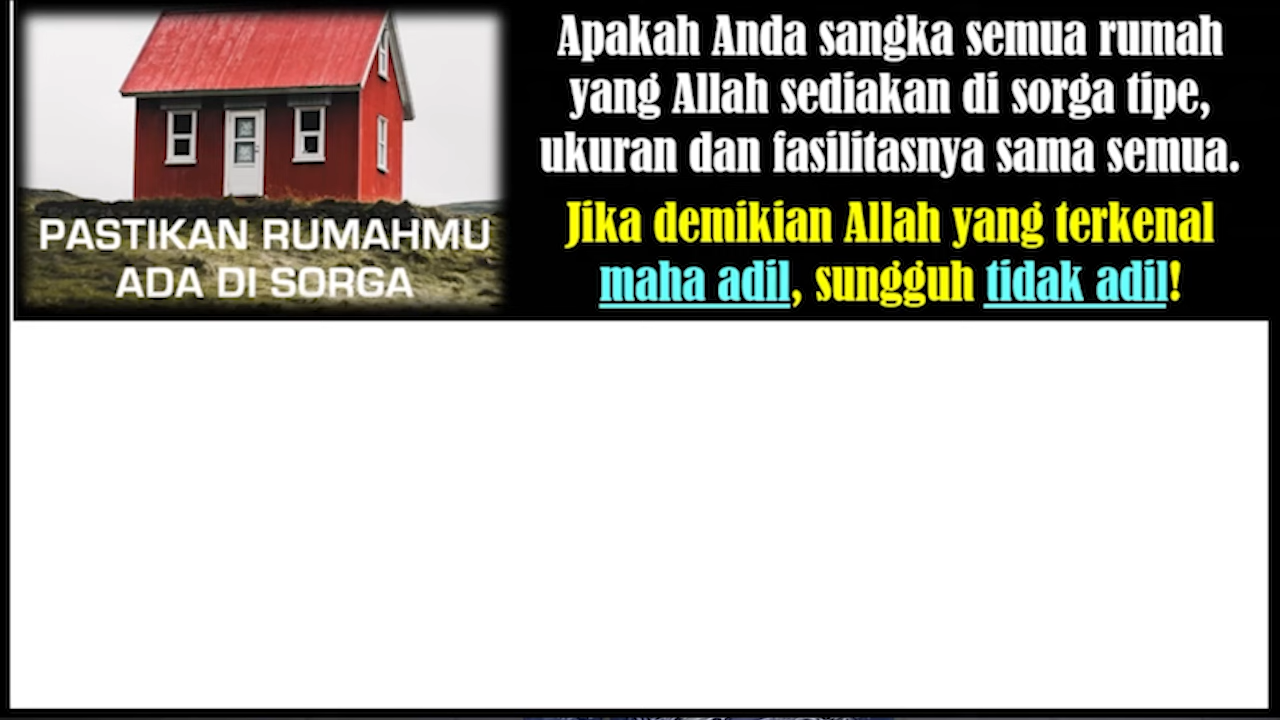 PASTIKAN RUMAHMU
ADA DI SORGA
Apakah Anda sangka semua rumah
yang Allah sediakan di sorga tipe,
ukuran dan fasilitasnya sama semua.
Jika demikian Allah yang terkenal
maha adil, sungguh tidak adil!